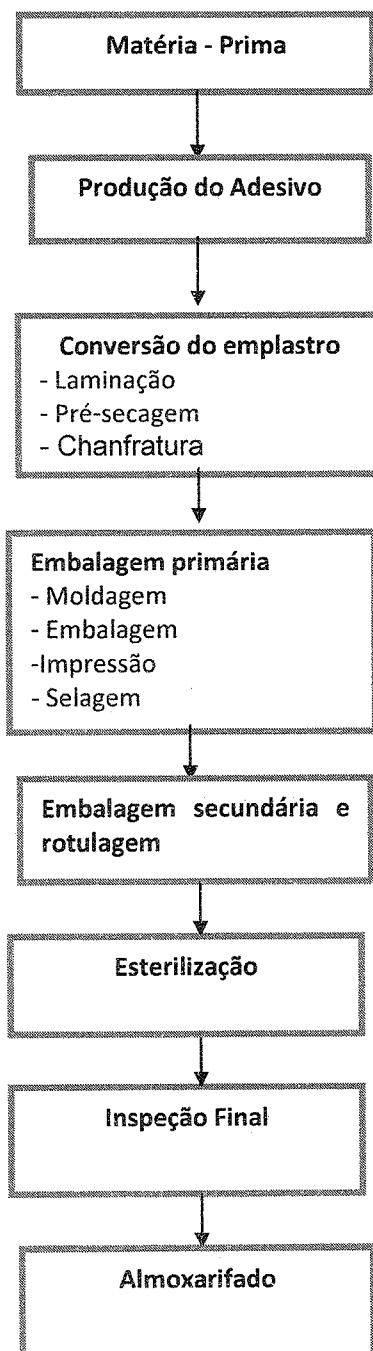 Matéria - Prima
Produção do Adesivo
Conversão do emplastro
- Laminação
- Pré-secagem
- Chanfratura
Embalagem primária
- Moldagem
- Embalagem
-Impressão
- Selagem
Embalagem secundária e
rotulagem
Esterilização
Inspeção Final
Almoxarifado